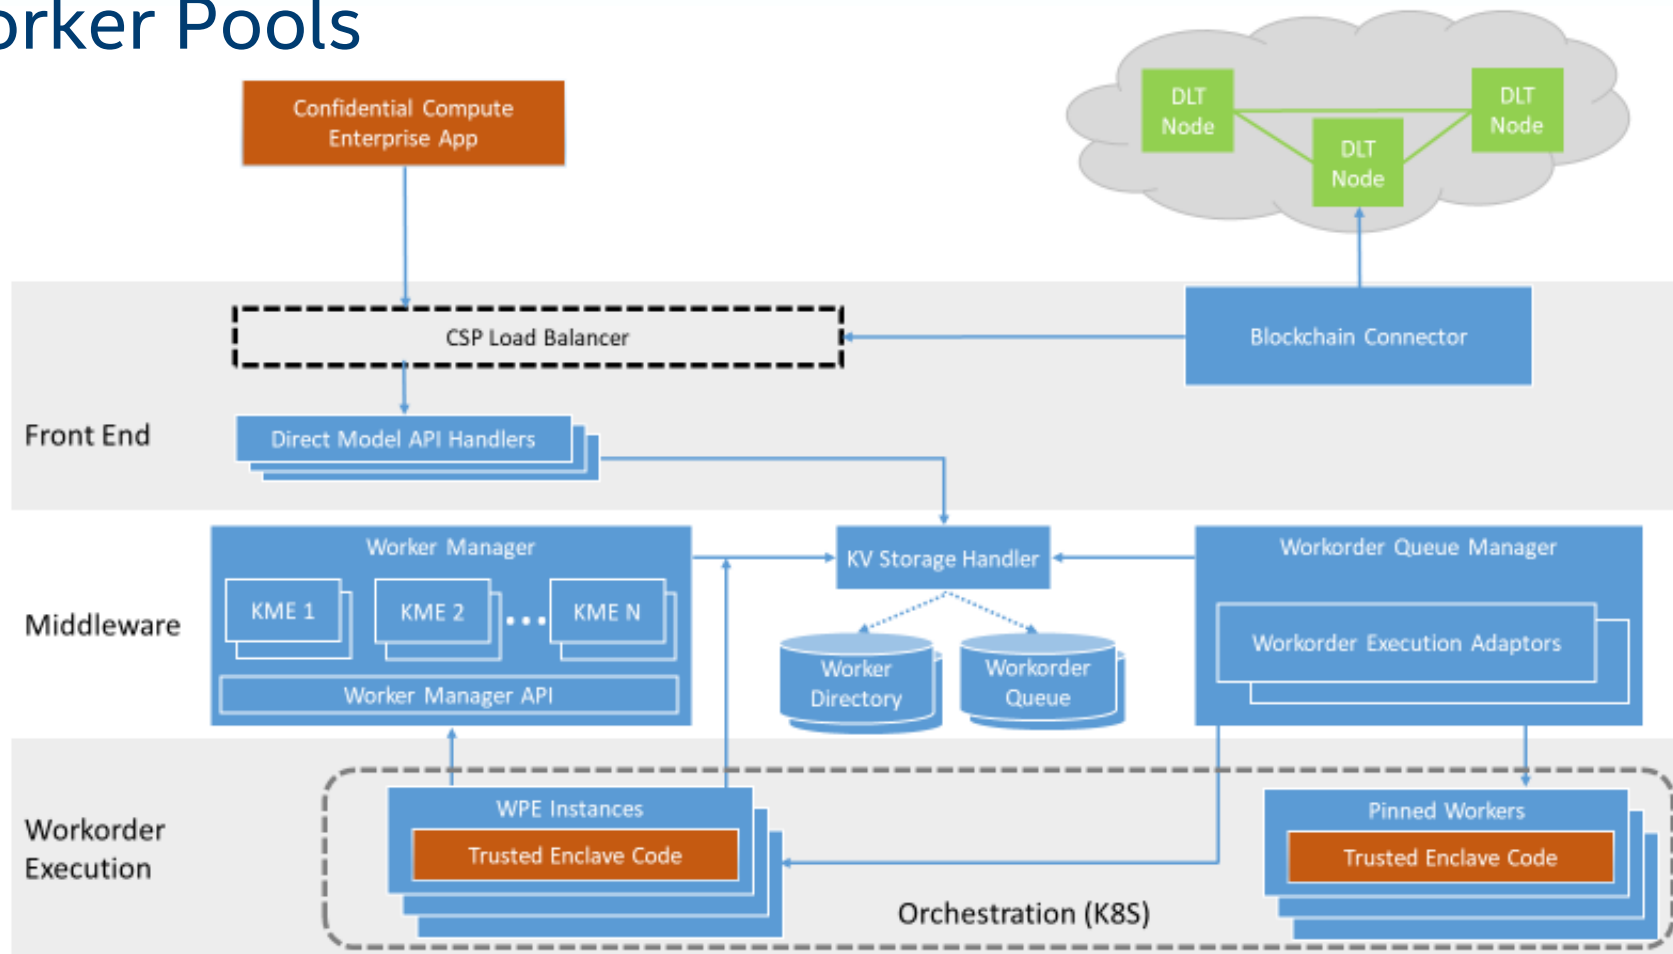 orker Pools
Confidential Compute
Enterprise App
DLT
Node
DLT
Node
DLT
Node
CSP Load Balancer
Blockchain Connector
Front End
Direct Model API Handlers
Middleware
Worker Manager
KME 1
KME 2
...
KME N
Worker Manager API
KV Storage Handler
Worker
Directory
Workorder
Queue
Workorder Queue Manager
Workorder Execution Adaptors
Workorder
Execution
WPE Instances
Trusted Enclave Code
Orchestration (K8S)
Pinned Workers
Trusted Enclave Code